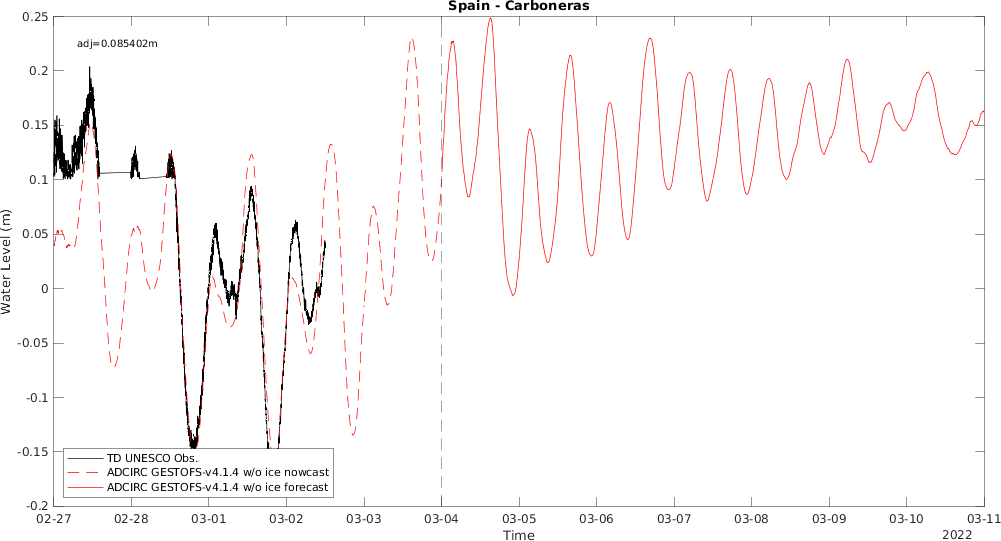 Spain - Carboneras
adj=0.085402m
0.25
0.2
0.15
0.1
0.05
0
-0.05
-0.1
-0.15
-0.2
Water Level (m)
TD UNESCO Obs.
ADCIRC GESTOFS-v4.1.4 w/o ice nowcast
ADCIRC GESTOFS-v4.1.4 w/o ice forecast
02-27 02-28 03-01 03-02 03-03 03-04 03-05 03-06 03-07 03-08 03-09 03-10 03-11
Time
2022